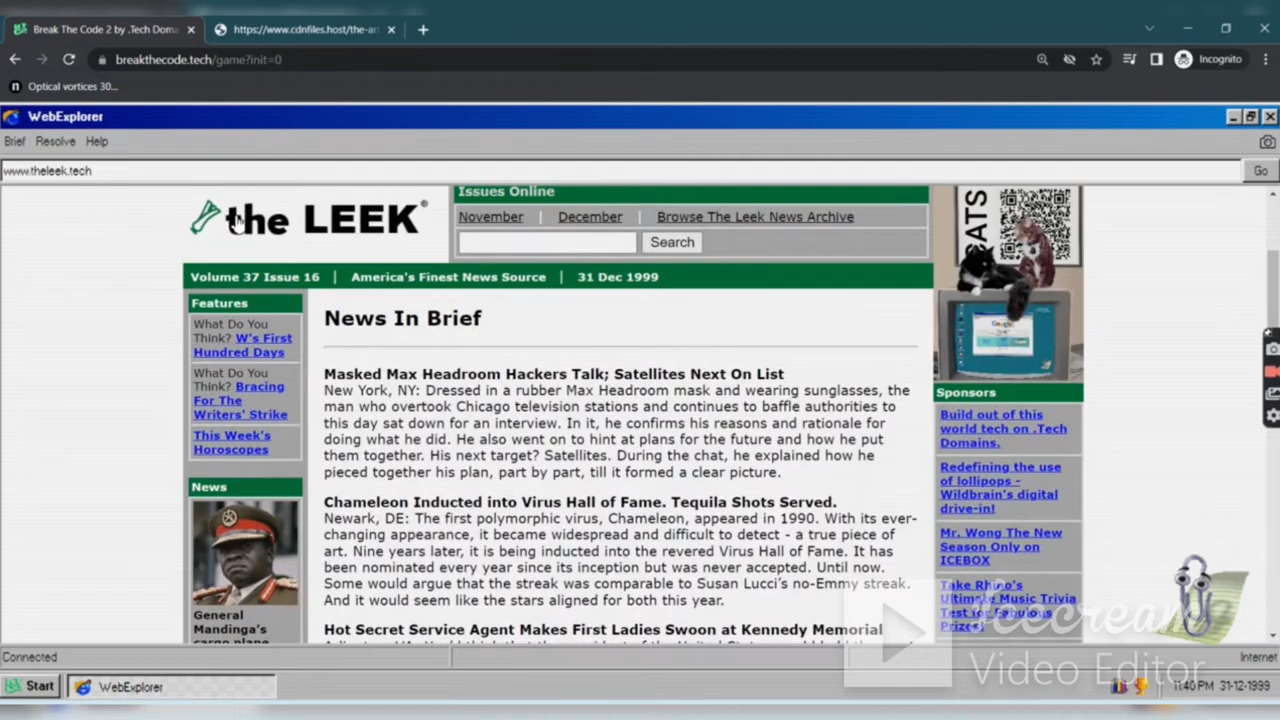 Break The Code 2 by .Tech Doma
https://www.cdnfiles.host/the-ar
breakthecode.tech/game?init=0
Incognito
n Optical vortices 30...
WebExplorer
Brief Resolve Help
www.theleek.tech
Go
the LEEK®
Issues Online
November | December | Browse The Leek News Archive
Search
CATS
Volume 37 Issue 16 | America's Finest News Source | 31 Dec 1999
Features
What Do You
Think? W's First
Hundred Days
What Do You
Think? Bracing
For The
Writers' Strike
This Week's
Horoscopes
News
General
Mandinga's
cargo plane
News In Brief
Masked Max Headroom Hackers Talk; Satellites Next On List
New York, NY: Dressed in a rubber Max Headroom mask and wearing sunglasses, the
man who overtook Chicago television stations and continues to baffle authorities to
this day sat down for an interview. In it, he confirms his reasons and rationale for
doing what he did. He also went on to hint at plans for the future and how he put
them together. His next target? Satellites. During the chat, he explained how he
pieced together his plan, part by part, till it formed a clear picture.
Chameleon Inducted into Virus Hall of Fame. Tequila Shots Served.
Newark, DE: The first polymorphic virus, Chameleon, appeared in 1990. With its ever-
changing appearance, it became widespread and difficult to detect - a true piece of
art. Nine years later, it is being inducted into the revered Virus Hall of Fame. It has
been nominated every year since its inception but was never accepted. Until now.
Some would argue that the streak was comparable to Susan Lucci's no-Emmy streak.
And it would seem like the stars aligned for both this year.
Hot Secret Service Agent Makes First Ladies Swoon at Kennedy Memorial
Sponsors
Build out of this
world tech on .Tech
Domains.
Redefining the use
of lollipops -
Wildbrain's digital
drive-in!
Mr. Wong The New
Season Only on
ICEBOX
Take Rhino's
Ultimate Music Trivia
Test for Fabulous
Prizes!
Icecream
Video Editor
Connected
Internet
Start
WebExplorer
11:40 PM 31-12-1999